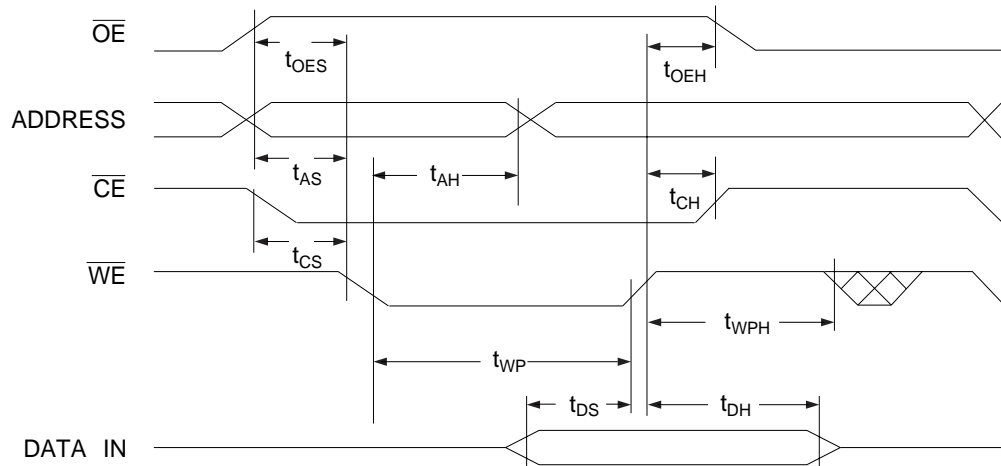 OE
tOES
tOEH
ADDRESS
tAS
tAH
CE
tCH
tCS
WE
tWPH
tWP
tDS
tDH
DATA IN